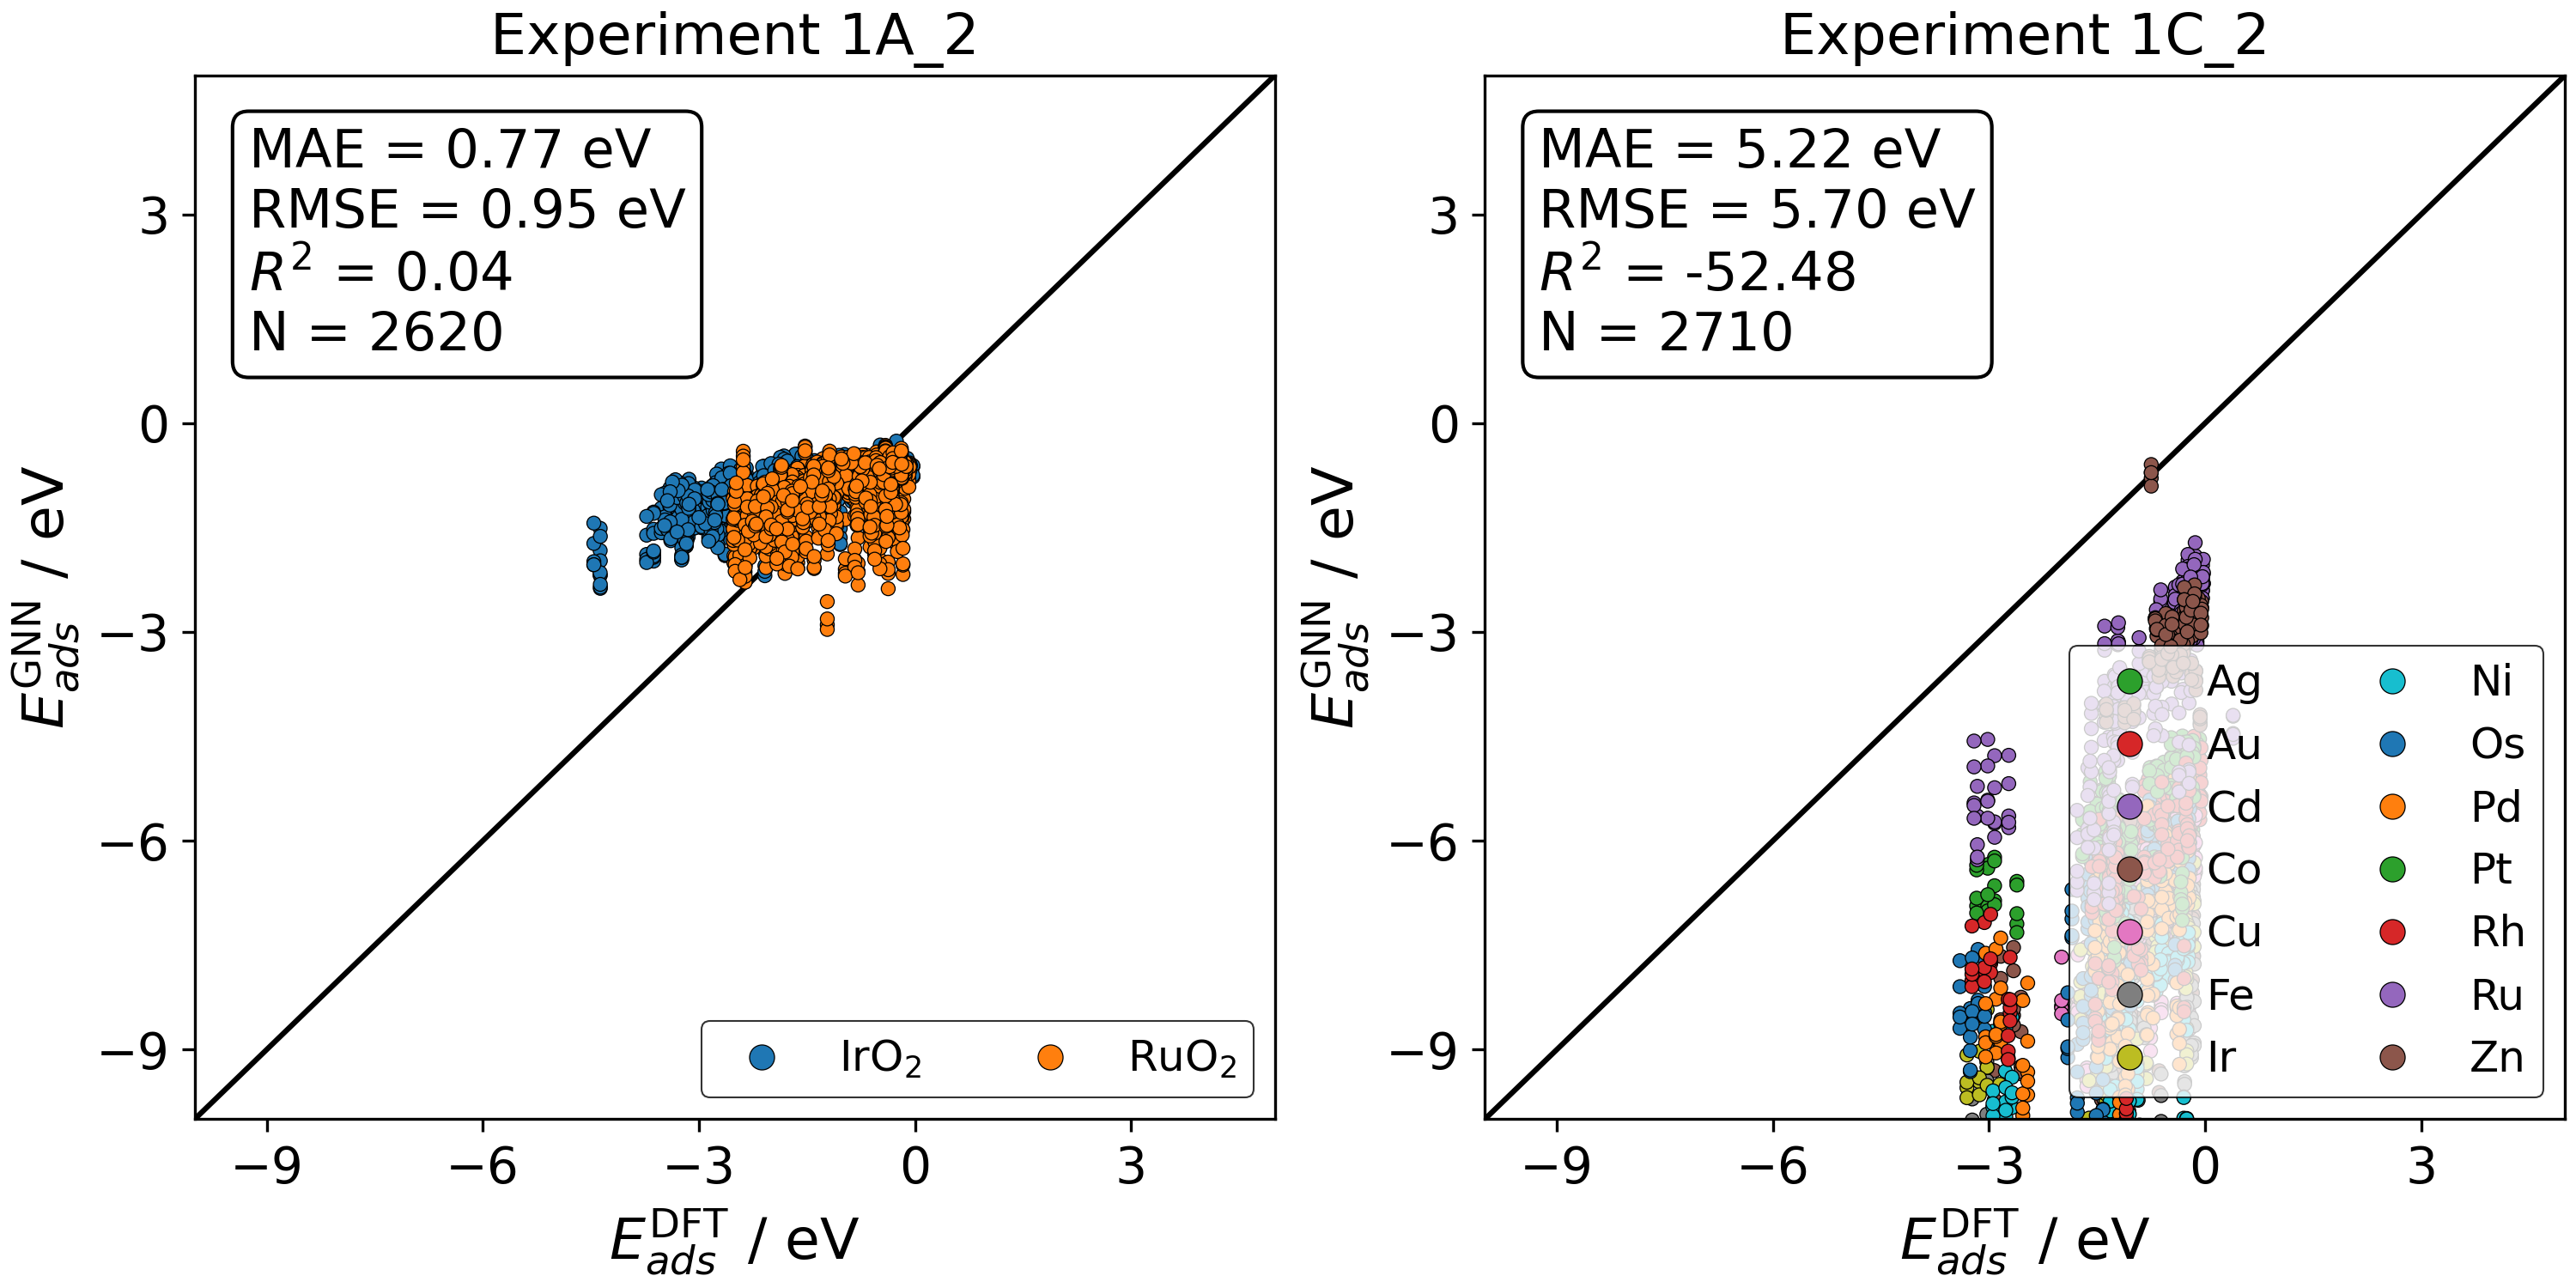 Experiment 1A_2
MAE = 0.77 eV
RMSE = 0.95 eV
R² = 0.04
N = 2620
3
0
−3
−6
−9
E_ads^GNN / eV
IrO₂
RuO₂
−9 −6 −3 0 3
E_ads^DFT / eV
Experiment 1C_2
MAE = 5.22 eV
RMSE = 5.70 eV
R² = -52.48
N = 2710
3
0
−3
−6
−9
E_ads^GNN / eV
Ag
Au
Cd
Co
Cu
Fe
Ir
Ni
Os
Pd
Pt
Rh
Ru
Zn
−9 −6 −3 0 3
E_ads^DFT / eV